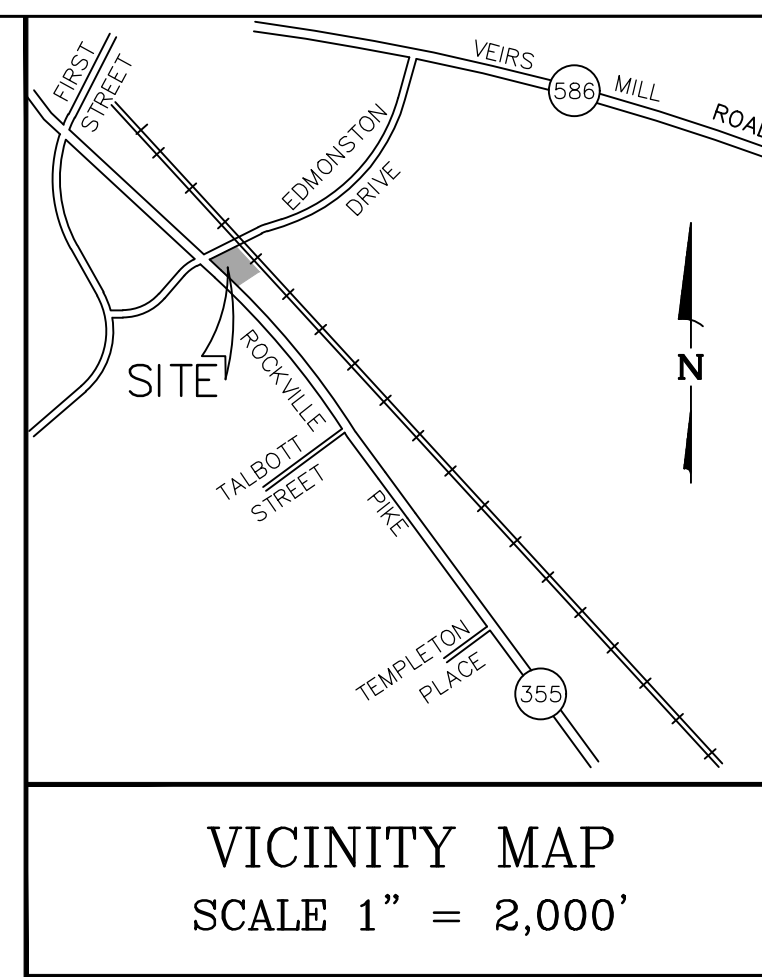 FIRST
STREET
VEIRS
586
MILL
ROAD
EDMONSTON
DRIVE
SITE
ROCKVILLE
N
TALBOTT
STREET
PIKE
TEMPLETON
PLACE
355
VICINITY MAP
SCALE 1” = 2,000’